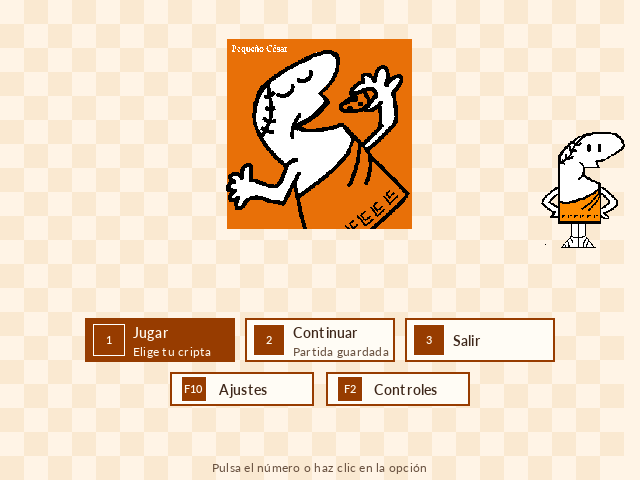 Pequeño César
1
Jugar
Elige tu cripta
2
Continuar
Partida guardada
3
Salir
F10
Ajustes
F2
Controles
Pulsa el número o haz clic en la opción